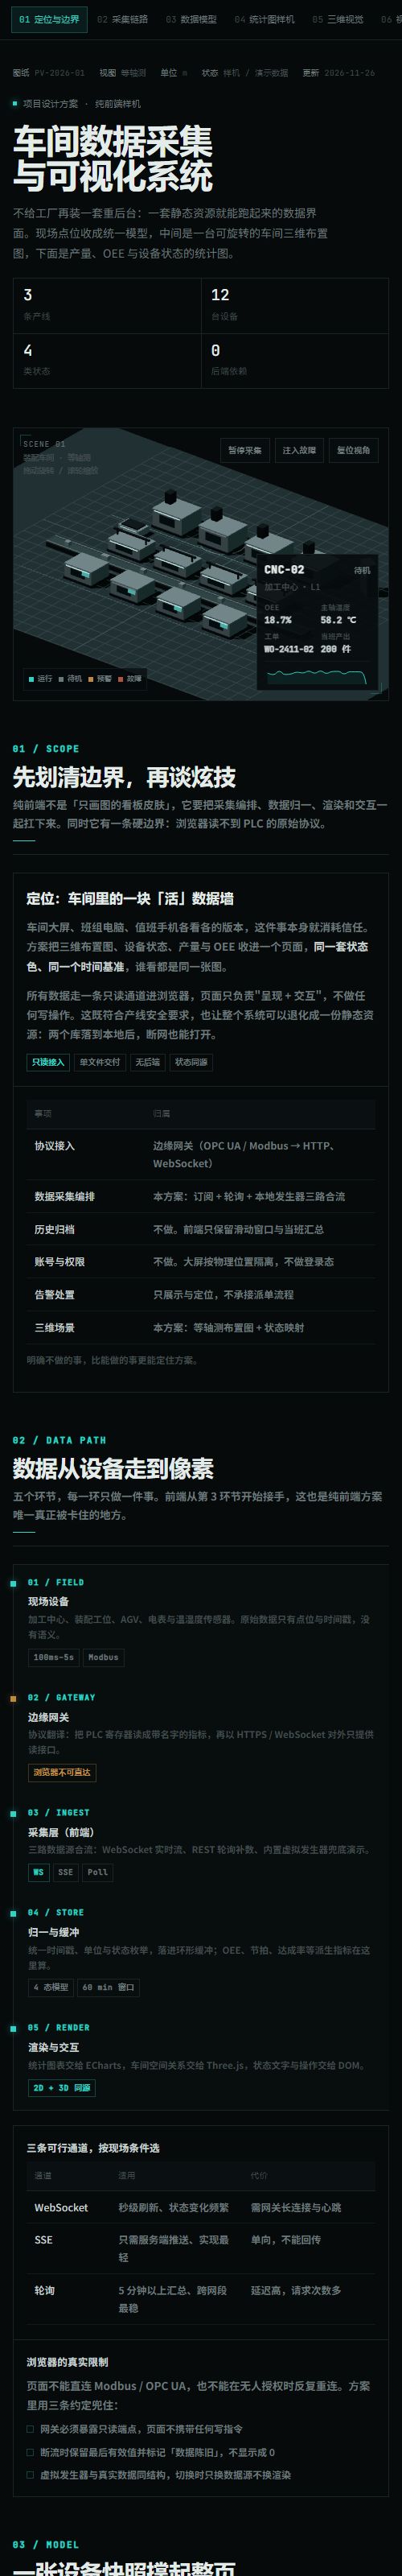 01 定位与边界 02 采集链路 03 数据模型 04 统计图样机 05 三维视觉 06
图纸 PV-2026-01 视图 等轴测 单位 m 状态 样机 / 演示数据 更新 2026-11-26
项目设计方案 · 纯前端样机
车间数据采集
与可视化系统
不给工厂再装一套重后台：一套静态资源就能跑起来的数据界
面。现场点位收成统一模型，中间是一台可旋转的车间三维布置
图，下面是产量、OEE 与设备状态的统计图。
3
条产线
12
台设备
4
类状态
0
后端依赖
SCENE 01
装配车间 · 等轴测
暂停采集 注入故障 复位视角
CNC-02 待机
加工中心 · L1
OEE 主轴温度
18.7% 58.2 ℃
工单 当班产出
WO-2411-02 200 件
运行 待机 预警 故障
01 / SCOPE
先划清边界，再谈炫技
纯前端不是「只画图的看板皮肤」，它要把采集编排、数据归一、渲染和交互一
起扛下来。同时它有一条硬边界：浏览器读不到 PLC 的原始协议。
定位：车间里的一块「活」数据墙
车间大屏、班组电脑、值班手机各看各的版本，这件事本身就消耗信任。
方案把三维布置图、设备状态、产量与 OEE 收进一个页面，同一套状态
色、同一个时间基准，谁看都是同一张图。
所有数据走一条只读通道进浏览器，页面只负责"呈现 + 交互"，不做任
何写操作。这既符合产线安全要求，也让整个系统可以退化成一份静态资
源：两个库落到本地后，断网也能打开。
只读接入 单文件交付 无后端 状态同源
事项 归属
协议接入 边缘网关（OPC UA / Modbus → HTTP、
WebSocket）
数据采集编排 本方案：订阅 + 轮询 + 本地发生器三路合流
历史归档 不做。前端只保留滑动窗口与当班汇总
账号与权限 不做。大屏按物理位置隔离，不做登录态
告警处置 只展示与定位，不承接派单流程
三维场景 本方案：等轴测布置图 + 状态映射
明确不做的事，比能做的事更能定住方案。
02 / DATA PATH
数据从设备走到像素
五个环节，每一环只做一件事。前端从第 3 环节开始接手，这也是纯前端方案
唯一真正被卡住的地方。
01 / FIELD
现场设备
加工中心、装配工位、AGV、电表与温湿度传感器。原始数据只有点位与时间戳，没
有语义。
100ms–5s Modbus
02 / GATEWAY
边缘网关
协议翻译：把 PLC 寄存器读成带名字的指标，再以 HTTPS / WebSocket 对外只提供
读接口。
浏览器不可直达
03 / INGEST
采集层（前端）
三路数据源合流：WebSocket 实时流、REST 轮询补数、内置虚拟发生器兜底演示。
WS SSE Poll
04 / STORE
归一与缓冲
统一时间戳、单位与状态枚举，落进环形缓冲；OEE、节拍、达成率等派生指标在这
里算。
4 态模型 60 min 窗口
05 / RENDER
渲染与交互
统计图表交给 ECharts，车间空间关系交给 Three.js，状态文字与操作交给 DOM。
2D + 3D 同源
三条可行通道，按现场条件选
通道 适用 代价
WebSocket 秒级刷新、状态变化频繁 需网关长连接与心跳
SSE 只需服务端推送、实现最
轻 单向，不能回传
轮询 5 分钟以上汇总、跨网段
最稳 延迟高，请求次数多
浏览器的真实限制
页面不能直连 Modbus / OPC UA，也不能在无人授权时反复重连。方案
里用三条约定兜住：
网关必须暴露只读端点，页面不携带任何写指令
断流时保留最后有效值并标记「数据陈旧」，不显示成 0
虚拟发生器与真实数据同结构，切换时只换数据源不换渲染
03 / MODEL
一张设备快照撑起整页